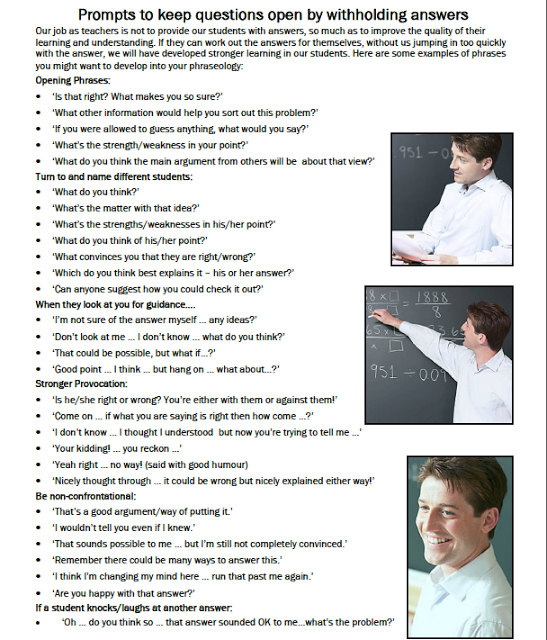 Prompts to keep questions open by withholding answers
Our job as teachers is not to provide our students with answers, so much as to improve the quality of their
learning and understanding. If they can work out the answers for themselves, without us jumping in too quickly
with the answer, we will have developed stronger learning in our students. Here are some examples of phrases
you might want to develop into your phraseology:
Opening Phrases:
• 'Is that right? What makes you so sure?'
• 'What other information would help you sort out this problem?'
• 'If you were allowed to guess anything, what would you say?'
• 'What's the strength/weakness in your point?'
• 'What do you think the main argument from others will be about that view?'
Turn to and name different students:
• 'What do you think?'
• 'What's the matter with that idea?'
• 'What's the strengths/weaknesses in his/her point?'
• 'What do you think of his/her point?'
• 'What convinces you that they are right/wrong?'
• 'Which do you think best explains it – his or her answer?'
• 'Can anyone suggest how you could check it out?'
When they look at you for guidance....
• 'I'm not sure of the answer myself ... any ideas?'
• 'Don't look at me ... I don't know ... what do you think?'
• 'That could be possible, but what if...?'
• 'Good point ... I think ... but hang on ... what about...?'
Stronger Provocation:
• 'Is he/she right or wrong? You're either with them or against them!'
• 'Come on ... if what you are saying is right then how come ...?'
• 'I don't know ... I thought I understood but now you're trying to tell me ...'
• 'Your kidding! ... you reckon ...'
• 'Yeah right ... no way! (said with good humour)
• 'Nicely thought through ... it could be wrong but nicely explained either way!'
Be non-confrontational:
• 'That's a good argument/way of putting it.'
• 'I wouldn't tell you even if I knew.'
• 'That sounds possible to me ... but I'm still not completely convinced.'
• 'Remember there could be many ways to answer this.'
• 'I think I'm changing my mind here ... run that past me again.'
• 'Are you happy with that answer?'
If a student knocks/laughs at another answer:
• 'Oh ... do you think so ... that answer sounded OK to me...what's the problem?'
951 – 0
8 x □ = 1888
8
951 ÷ 009